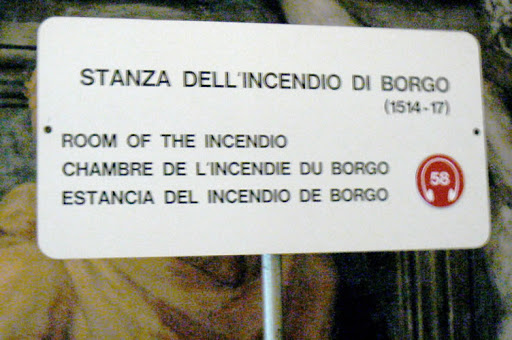 STANZA DELL'INCENDIO DI BORGO
(1514-17)
ROOM OF THE INCENDIO
CHAMBRE DE L'INCENDIE DU BORGO
ESTANCIA DEL INCENDIO DE BORGO
58